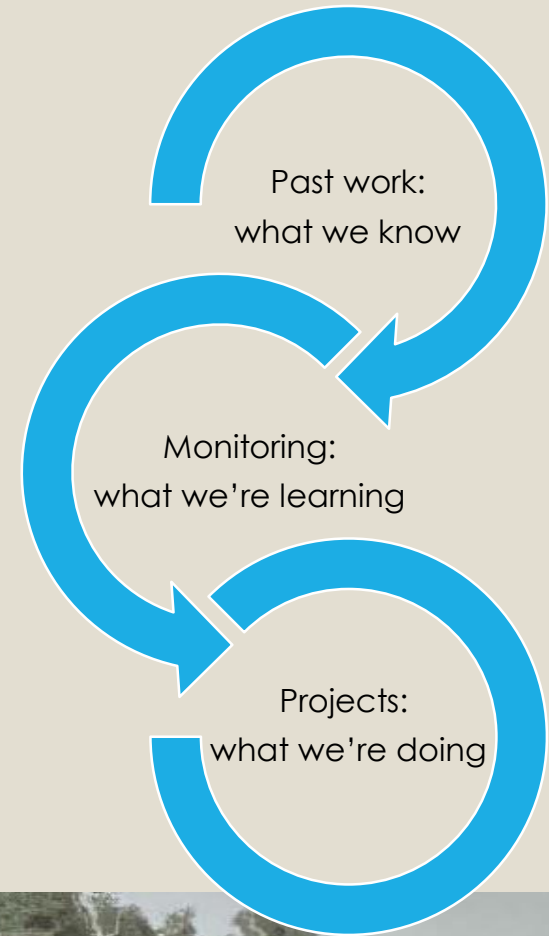 Past work:
what we know
Monitoring:
what we’re learning
Projects:
what we’re doing